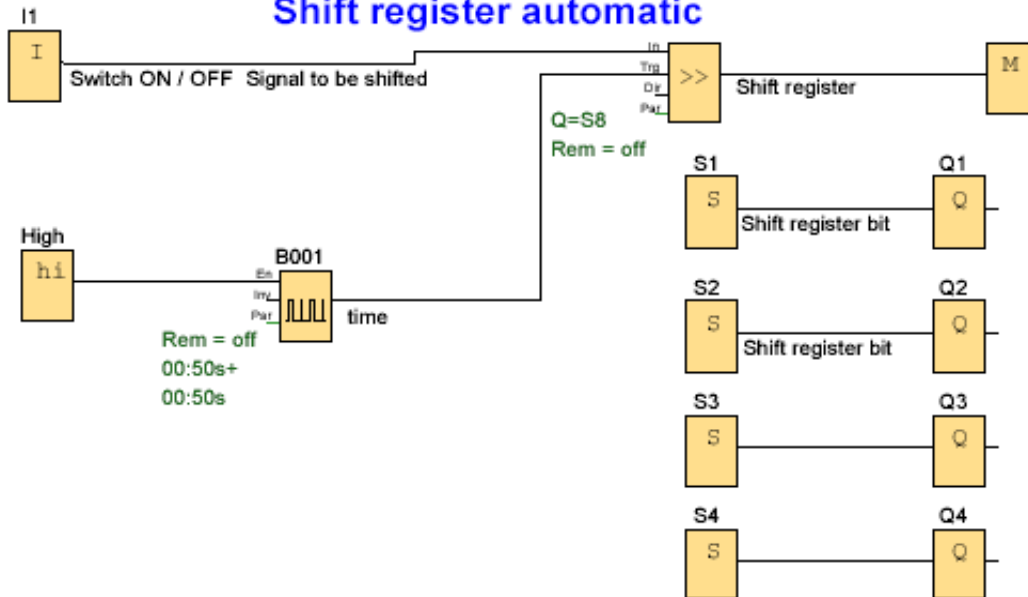 Shift register automatic
I1
I
Switch ON / OFF Signal to be shifted
In
Trg
Dir
Par
>>
Shift register
M
Q=S8
Rem = off
S1
S
Shift register bit
Q1
Q
High
hi
B001
En
Inv
Par
time
Rem = off
00:50s+
00:50s
S2
S
Shift register bit
Q2
Q
S3
S
Q3
Q
S4
S
Q4
Q